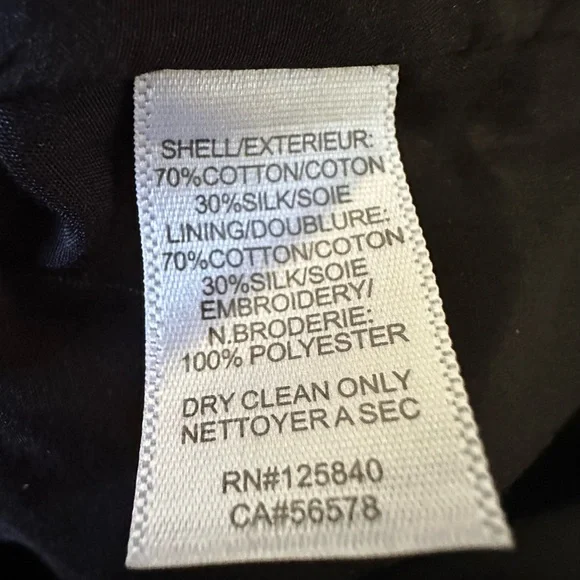 SHELL/EXTERIEUR:
70%COTTON/COTON
30%SILK/SOIE
LINING/DOUBLURE:
70%COTTON/COTON
30%SILK/SOIE
EMBROIDERY/
N.BRODERIE:
100% POLYESTER
DRY CLEAN ONLY
NETTOYER A SEC
RN#125840
CA#56578